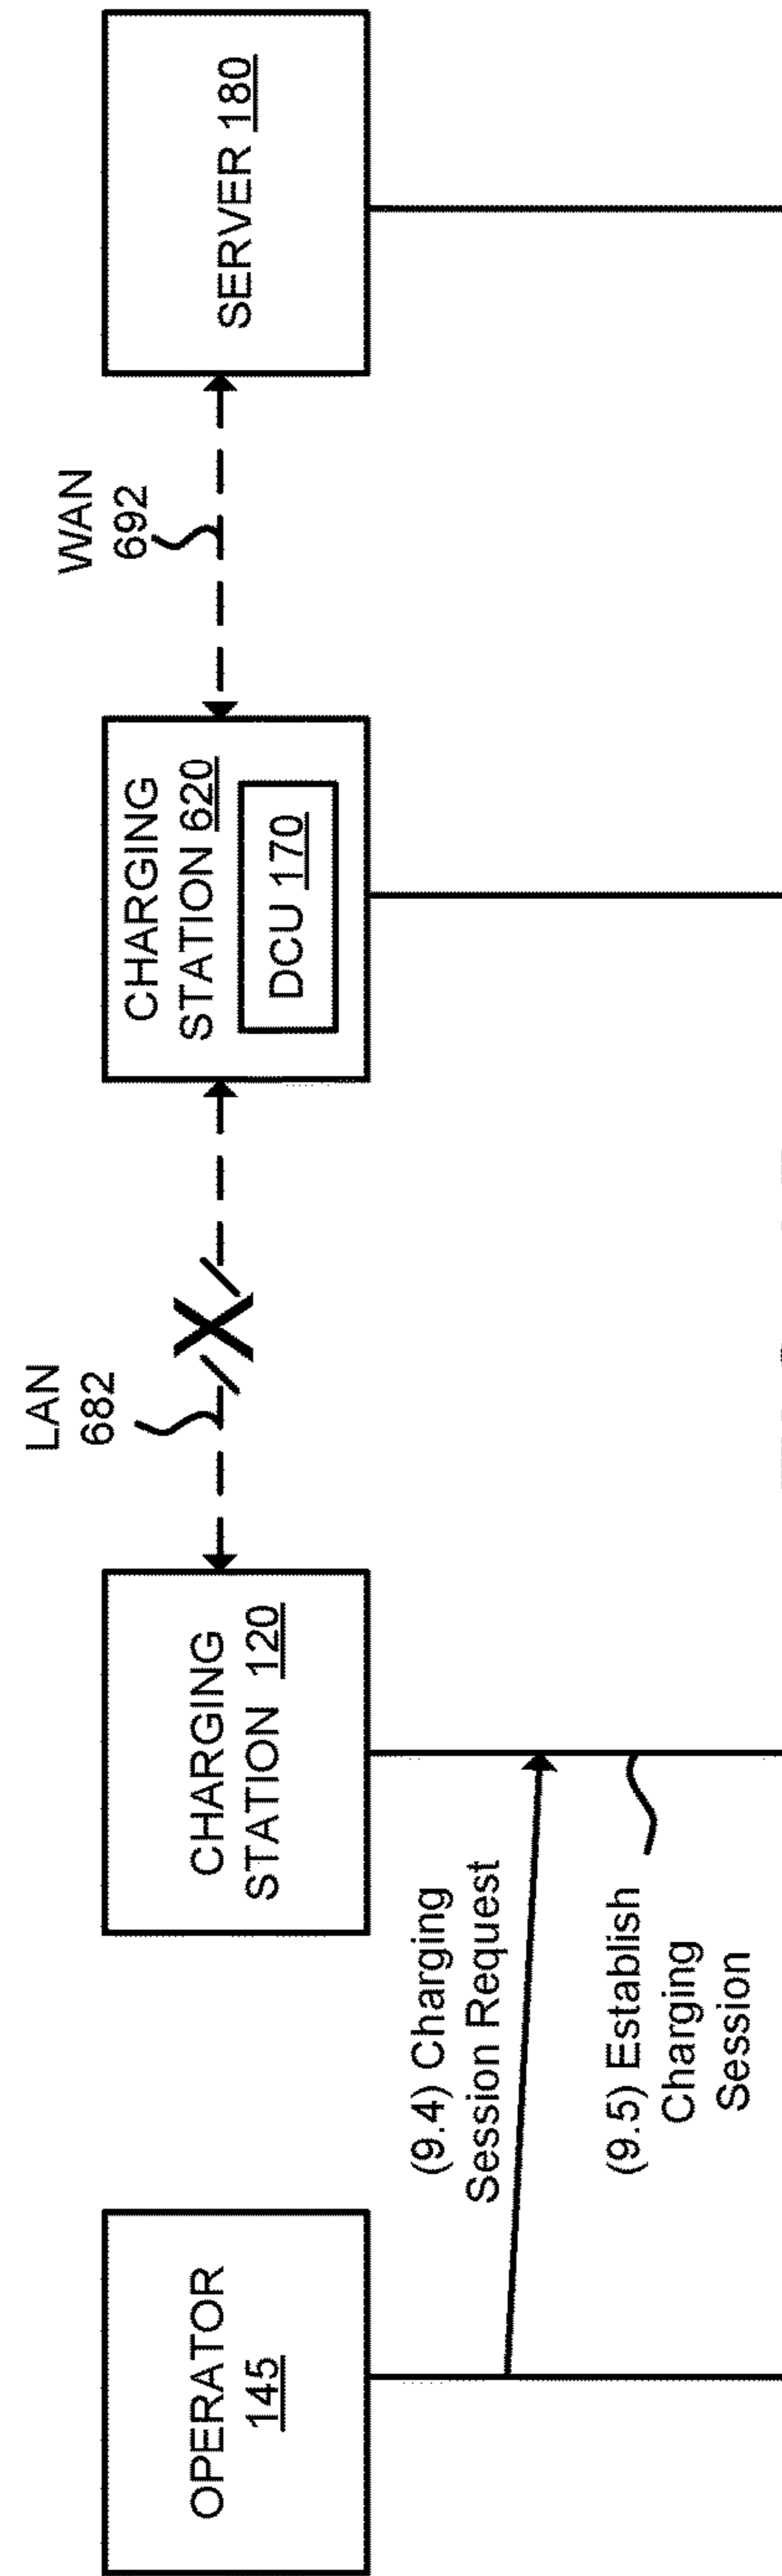 OPERATOR
145
CHARGING
STATION 120
LAN
682
CHARGING
STATION 620
DCU 170
WAN
692
SERVER 180
(9.4) Charging
Session Request
(9.5) Establish
Charging
Session